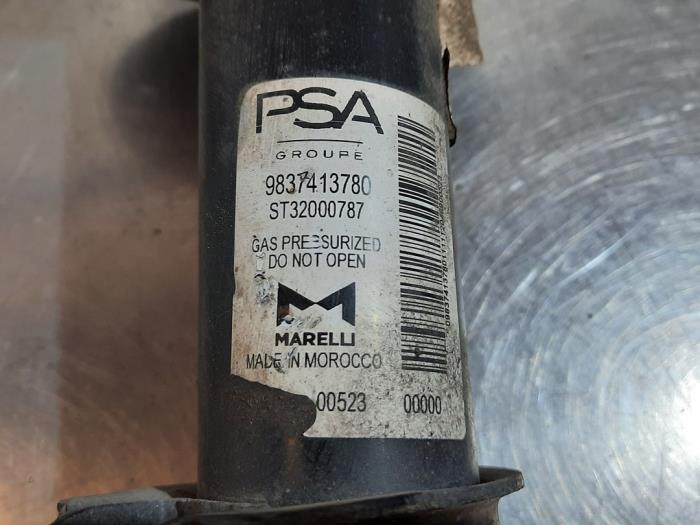 PSA
GROUPE
9837413780
ST32000787
GAS PRESSURIZED
DO NOT OPEN
MARELLI
MADE IN MOROCCO
00523 00000